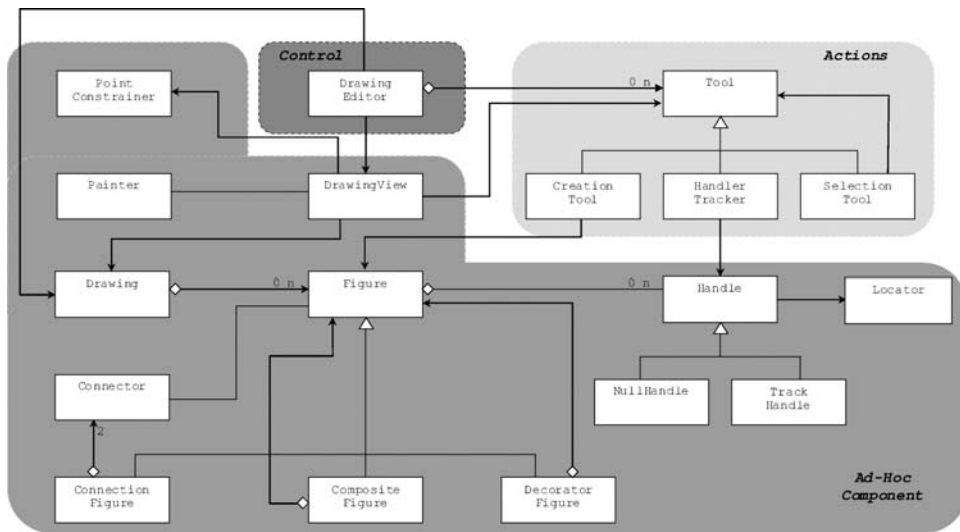 Control
Actions
Point
Constrainer
Drawing
Editor
0 n
Tool
Painter
DrawingView
Creation
Tool
Handler
Tracker
Selection
Tool
Drawing
0 n
Figure
0 n
Handle
Locator
Connector
NullHandle
Track
Handle
2
Connection
Figure
Composite
Figure
Decorator
Figure
Ad-Hoc
Component